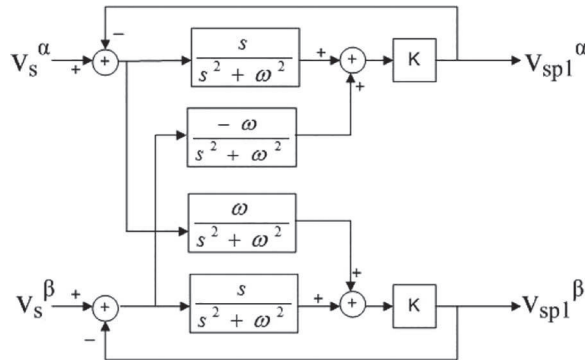 −
V_s^α + + s + + K V_sp1^α
s² + ω²
+
− ω
s² + ω²
ω
s² + ω²
+
V_s^β + + s + + K V_sp1^β
s² + ω²
−